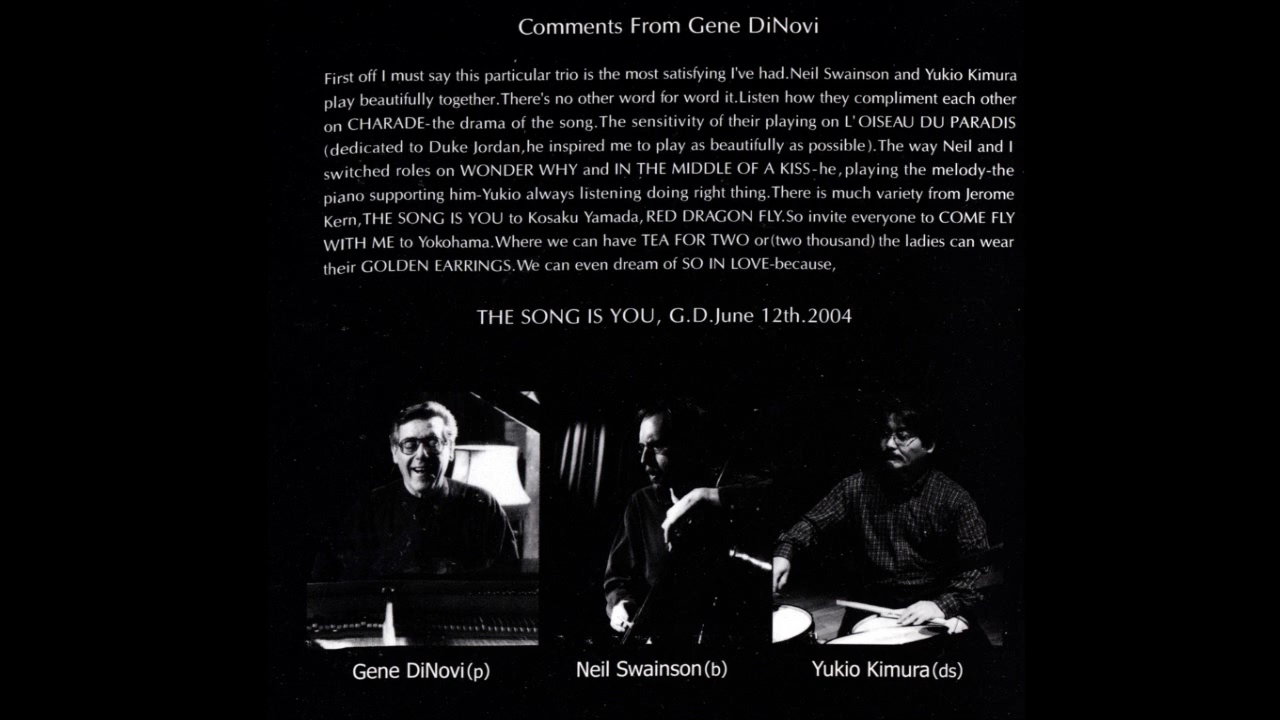 Comments From Gene DiNovi
First off I must say this particular trio is the most satisfying I've had.Neil Swainson and Yukio Kimura
play beautifully together.There's no other word for word it.Listen how they compliment each other
on CHARADE-the drama of the song.The sensitivity of their playing on L'OISEAU DU PARADIS
(dedicated to Duke Jordan,he inspired me to play as beautifully as possible).The way Neil and I
switched roles on WONDER WHY and IN THE MIDDLE OF A KISS-he,playing the melody-the
piano supporting him-Yukio always listening doing right thing.There is much variety from Jerome
Kern,THE SONG IS YOU to Kosaku Yamada,RED DRAGON FLY.So invite everyone to COME FLY
WITH ME to Yokohama.Where we can have TEA FOR TWO or(two thousand) the ladies can wear
their GOLDEN EARRINGS.We can even dream of SO IN LOVE-because,
THE SONG IS YOU, G.D.June 12th.2004
Gene DiNovi(p)
Neil Swainson(b)
Yukio Kimura(ds)